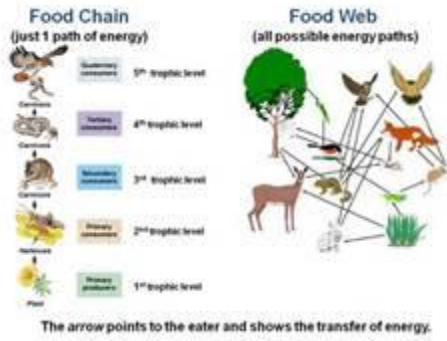 Food Chain
(just 1 path of energy)
Quaternary consumers
5th trophic level
Carnivore
Tertiary consumers
4th trophic level
Carnivore
Secondary consumers
3rd trophic level
Carnivore
Primary consumers
2nd trophic level
Herbivore
Primary producers
1st trophic level
Plant
Food Web
(all possible energy paths)
The arrow points to the eater and shows the transfer of energy.